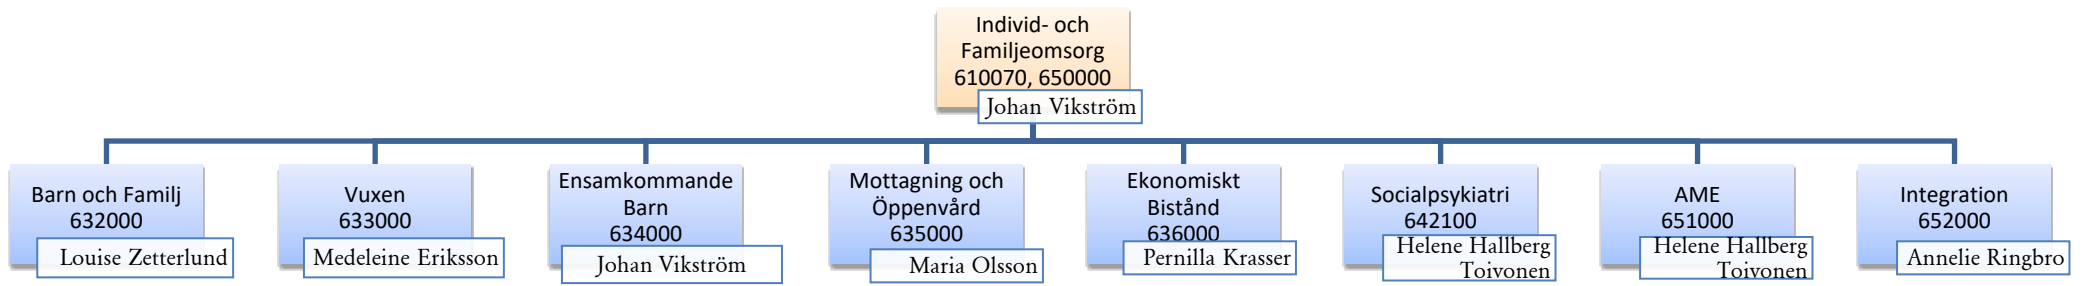 Individ- och
Familjeomsorg
610070, 650000
Johan Vikström
Barn och Familj
632000
Louise Zetterlund
Vuxen
633000
Medeleine Eriksson
Ensamkommande
Barn
634000
Johan Vikström
Mottagning och
Öppenvård
635000
Maria Olsson
Ekonomiskt
Bistånd
636000
Pernilla Krasser
Socialpsykiatri
642100
Helene Hallberg
Toivonen
AME
651000
Helene Hallberg
Toivonen
Integration
652000
Annelie Ringbro